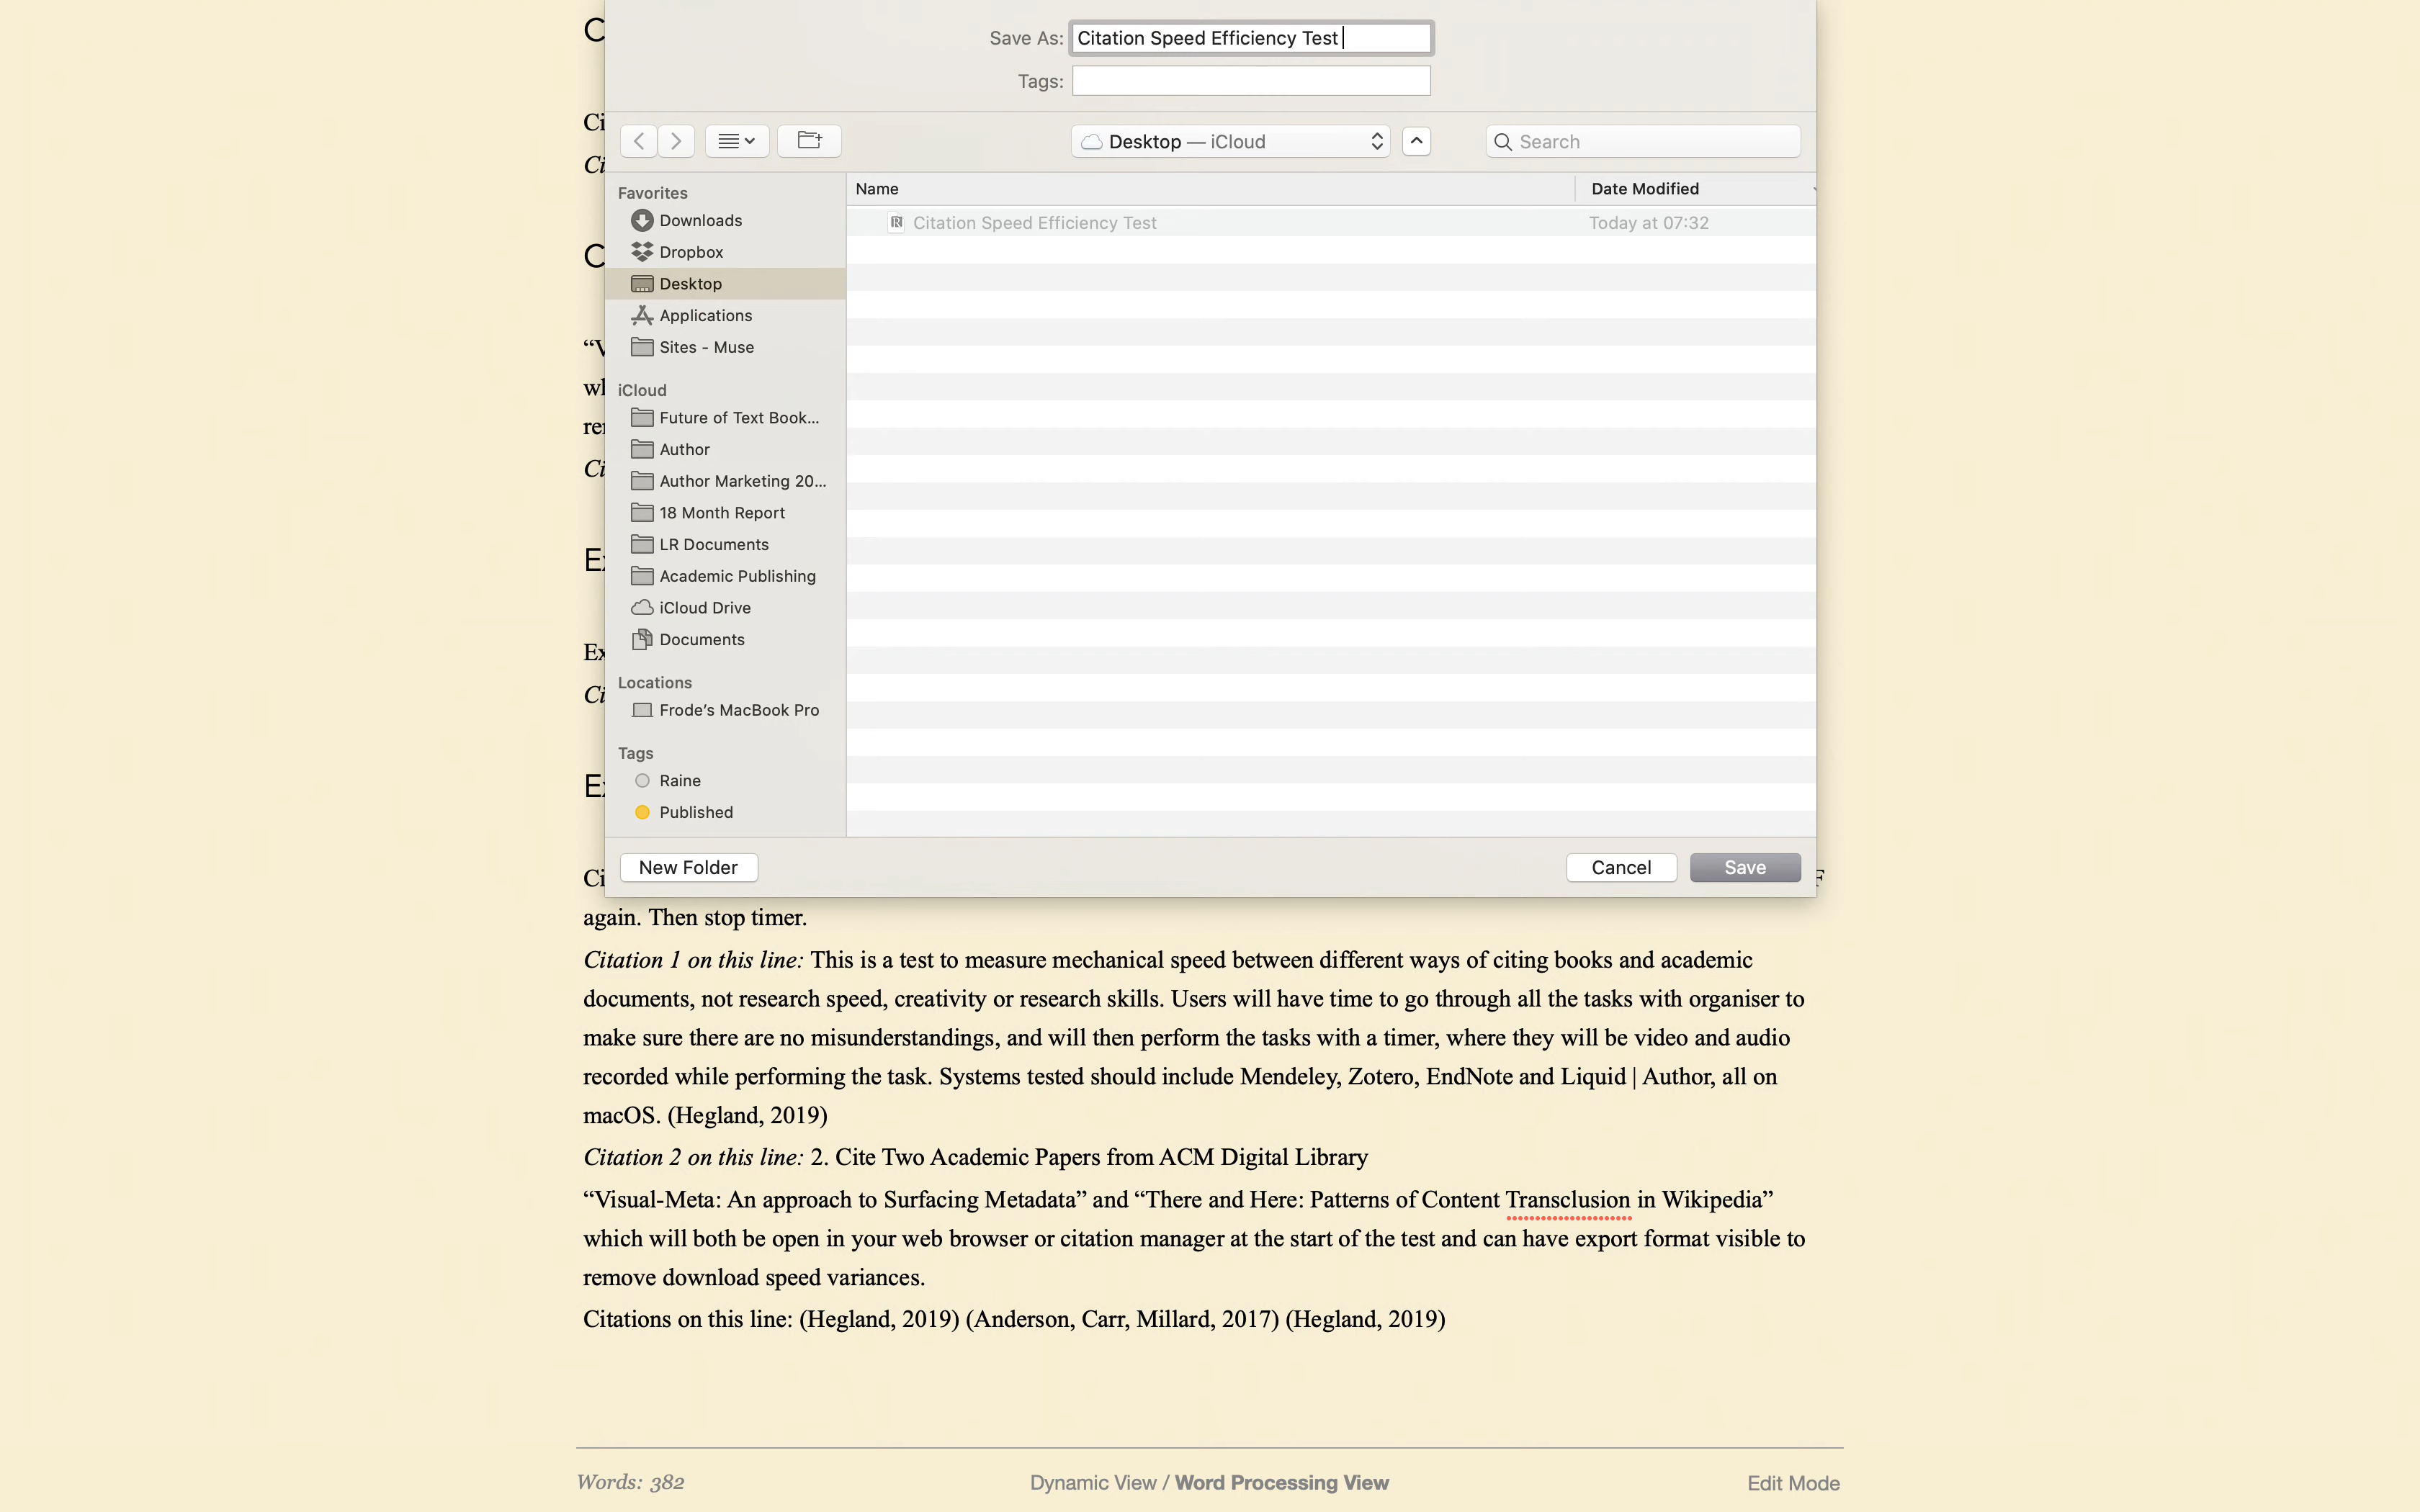 C
Save As: Citation Speed Efficiency Test
Tags:
Ci
Desktop — iCloud
Search
Ci
Name Date Modified
Favorites
Citation Speed Efficiency Test Today at 07:32
Downloads
Dropbox
C
Desktop
Applications
Sites - Muse
“V
iCloud
wh
Future of Text Book...
rei
Author
Ci
Author Marketing 20...
18 Month Report
LR Documents
Ex
Academic Publishing
iCloud Drive
Documents
Ex
Locations
Ci
Frode’s MacBook Pro
Tags
Raine
Ex
Published
New Folder Cancel Save
Ci F
again. Then stop timer.
Citation 1 on this line: This is a test to measure mechanical speed between different ways of citing books and academic
documents, not research speed, creativity or research skills. Users will have time to go through all the tasks with organiser to
make sure there are no misunderstandings, and will then perform the tasks with a timer, where they will be video and audio
recorded while performing the task. Systems tested should include Mendeley, Zotero, EndNote and Liquid | Author, all on
macOS. (Hegland, 2019)
Citation 2 on this line: 2. Cite Two Academic Papers from ACM Digital Library
“Visual-Meta: An approach to Surfacing Metadata” and “There and Here: Patterns of Content Transclusion in Wikipedia”
which will both be open in your web browser or citation manager at the start of the test and can have export format visible to
remove download speed variances.
Citations on this line: (Hegland, 2019) (Anderson, Carr, Millard, 2017) (Hegland, 2019)
Words: 382 Dynamic View / Word Processing View Edit Mode